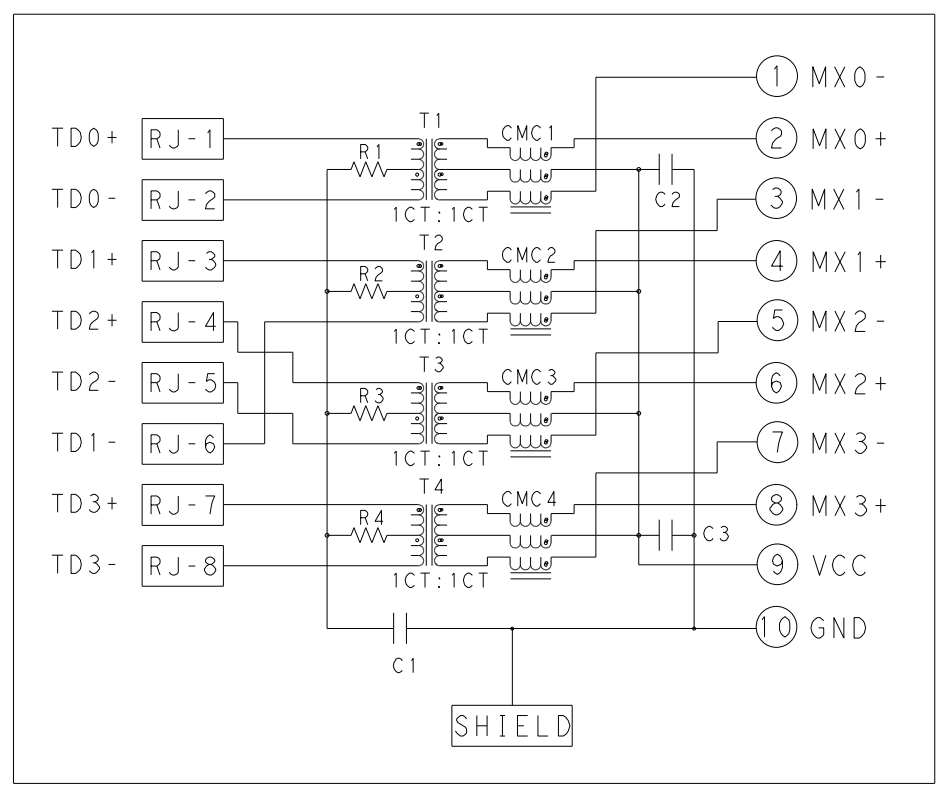 1 MX0-
T1
TD0+ RJ-1 CMC1 2 MX0+
R1
TD0- RJ-2 C2 3 MX1-
1CT:1CT
T2
TD1+ RJ-3 CMC2 4 MX1+
R2
TD2+ RJ-4 5 MX2-
1CT:1CT
T3
TD2- RJ-5 CMC3 6 MX2+
R3
TD1- RJ-6 7 MX3-
1CT:1CT
T4
TD3+ RJ-7 CMC4 8 MX3+
R4 C3
TD3- RJ-8 9 VCC
1CT:1CT
10 GND
C1
SHIELD